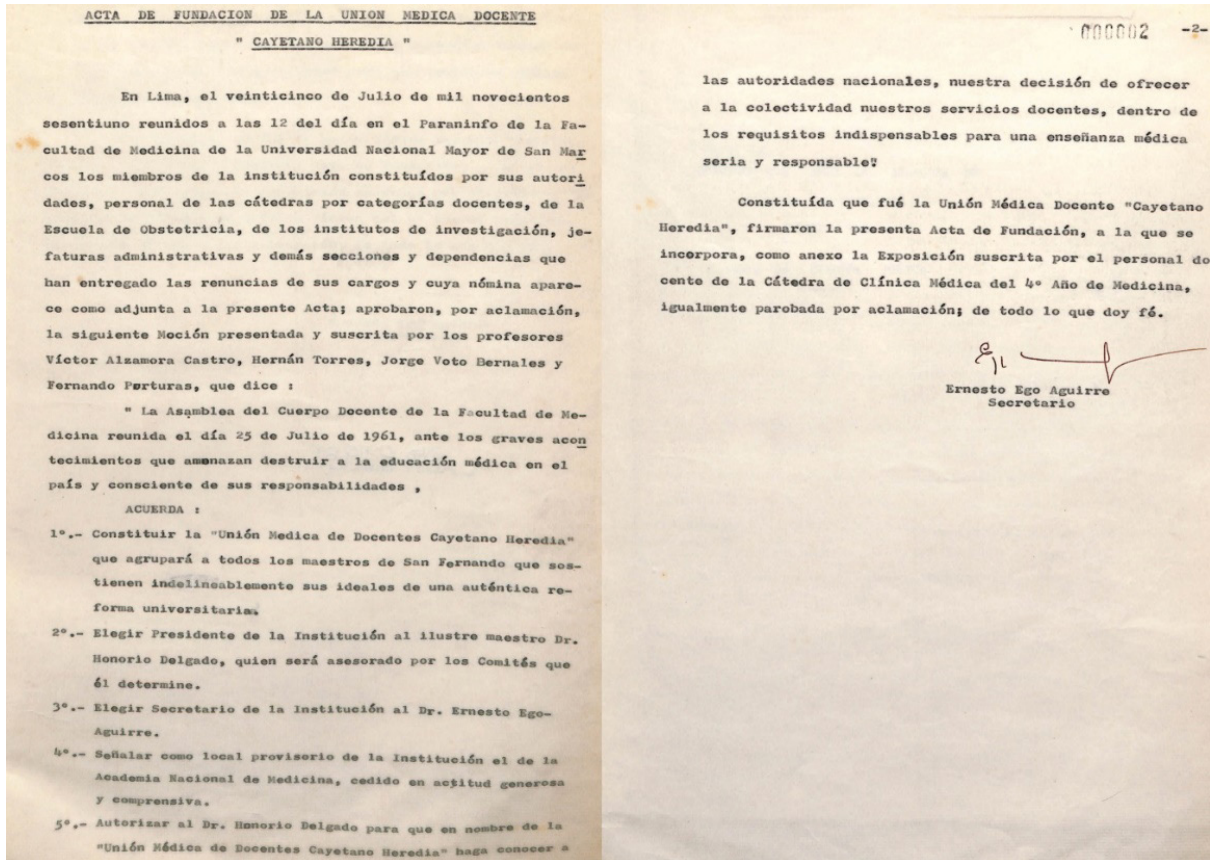 ACTA DE FUNDACION DE LA UNION MEDICA DOCENTE
" CAYETANO HEREDIA "
En Lima, el veinticinco de Julio de mil novecientos
sesentiuno reunidos a las 12 del día en el Paraninfo de la Fa-
cultad de Medicina de la Universidad Nacional Mayor de San Mar
cos los miembros de la institución constituídos por sus autori
dades, personal de las cátedras por categorías docentes, de la
Escuela de Obstetricia, de los institutos de investigación, je-
faturas administrativas y demás secciones y dependencias que
han entregado las renuncias de sus cargos y cuya nómina apare-
ce como adjunta a la presente Acta; aprobaron, por aclamación,
la siguiente Moción presentada y suscrita por los profesores
Víctor Alzamora Castro, Hernán Torres, Jorge Voto Bernales y
Fernando Porturas, que dice :
" La Asamblea del Cuerpo Docente de la Facultad de Me-
dicina reunida el día 25 de Julio de 1961, ante los graves acon
tecimientos que amenazan destruir a la educación médica en el
país y consciente de sus responsabilidades ,
ACUERDA :
1º.- Constituir la "Unión Medica de Docentes Cayetano Heredia"
que agrupará a todos los maestros de San Fernando que sos-
tienen indelineablemente sus ideales de una auténtica re-
forma universitaria.
2º.- Elegir Presidente de la Institución al ilustre maestro Dr.
Honorio Delgado, quien será asesorado por los Comités que
él determine.
3º.- Elegir Secretario de la Institución al Dr. Ernesto Ego-
Aguirre.
4º.- Señalar como local provisorio de la Institución el de la
Academia Nacional de Medicina, cedido en actitud generosa
y comprensiva.
5º.- Autorizar al Dr. Honorio Delgado para que en nombre de la
"Unión Médica de Docentes Cayetano Heredia" haga conocer a
000002 -2-
las autoridades nacionales, nuestra decisión de ofrecer
a la colectividad nuestros servicios docentes, dentro de
los requisitos indispensables para una enseñanza médica
seria y responsable".
Constituída que fué la Unión Médica Docente "Cayetano
Heredia", firmaron la presenta Acta de Fundación, a la que se
incorpora, como anexo la Exposición suscrita por el personal do
cente de la Cátedra de Clínica Médica del 4º Año de Medicina,
igualmente parobada por aclamación; de todo lo que doy fé.
Ernesto Ego Aguirre
Secretario